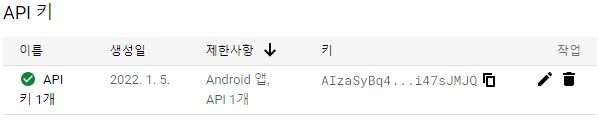 API 키
이름 생성일 제한사항 키 작업
API 2022. 1. 5. Android 앱, AIzaSyBq4...i47sJMJQ
키 1개 API 1개